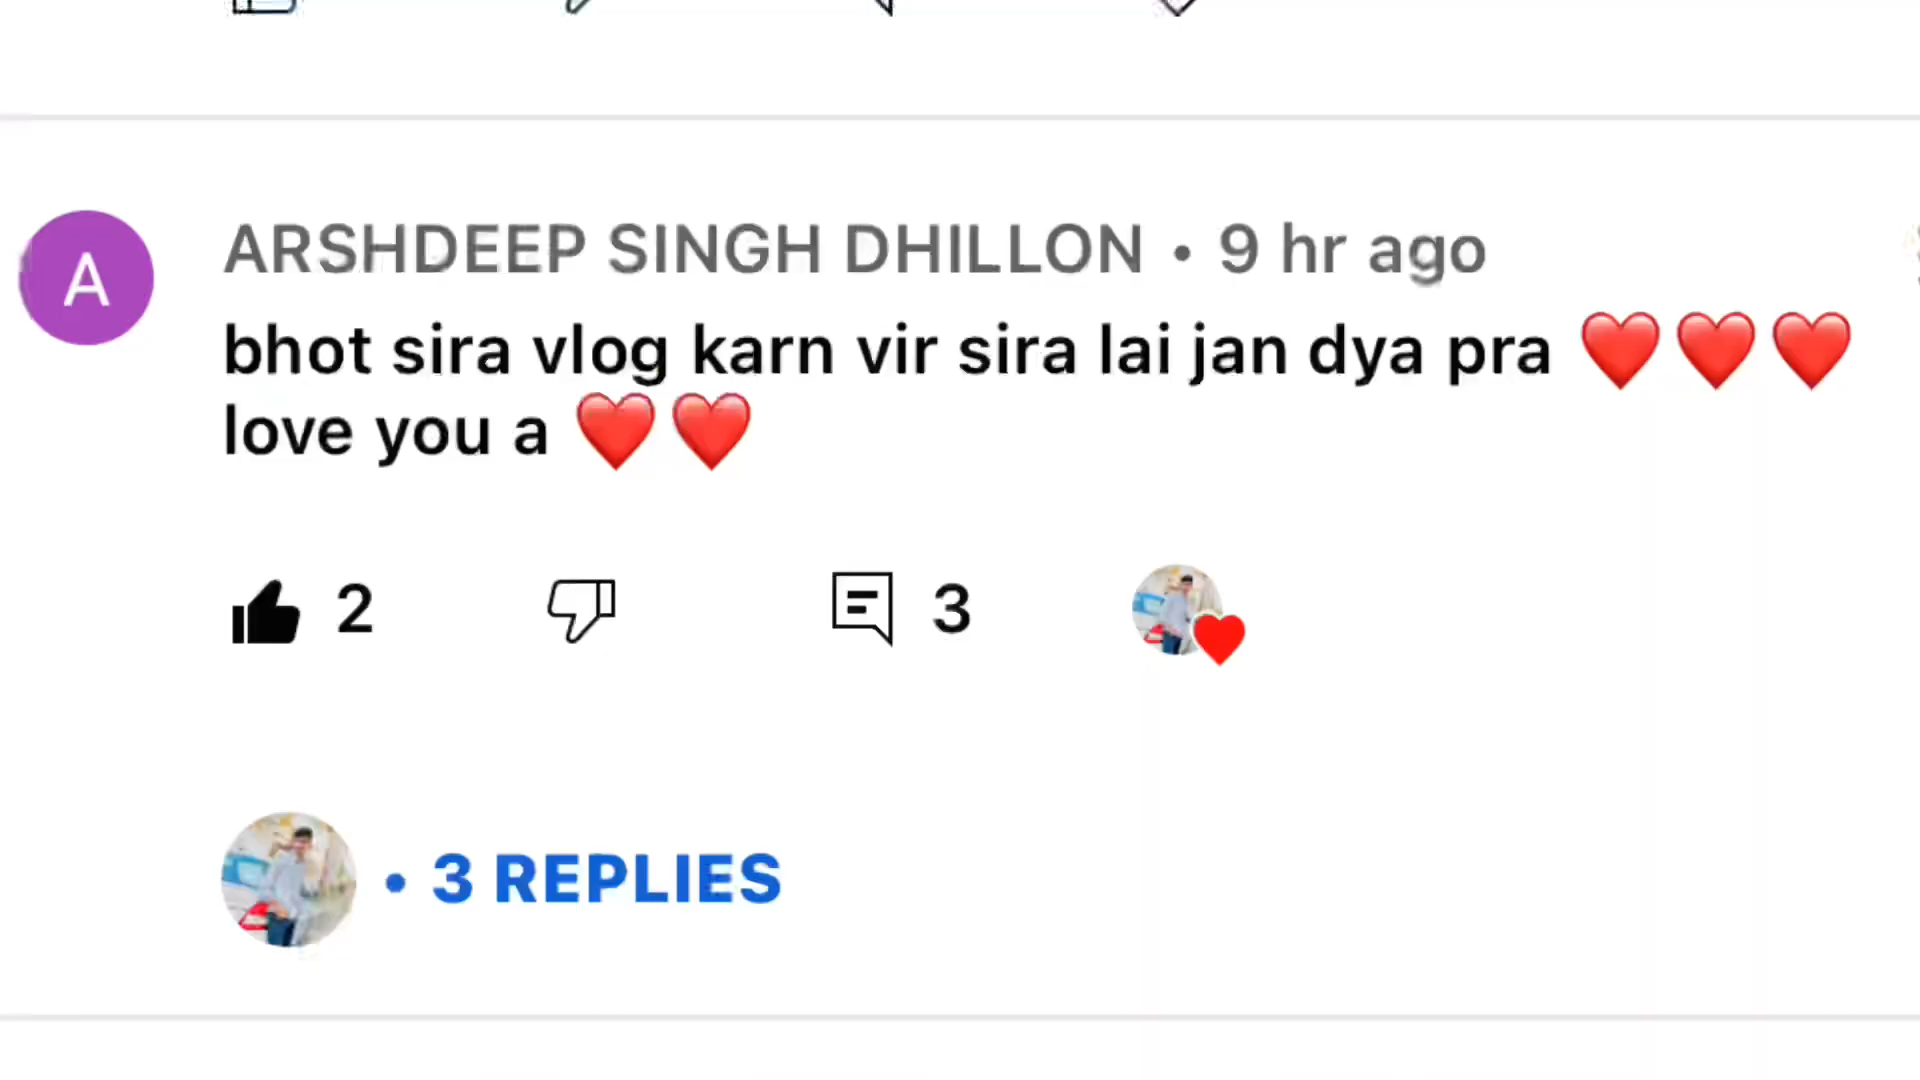 A
ARSHDEEP SINGH DHILLON • 9 hr ago
bhot sira vlog karn vir sira lai jan dya pra ❤️❤️❤️
love you a ❤️❤️
2
3
• 3 REPLIES